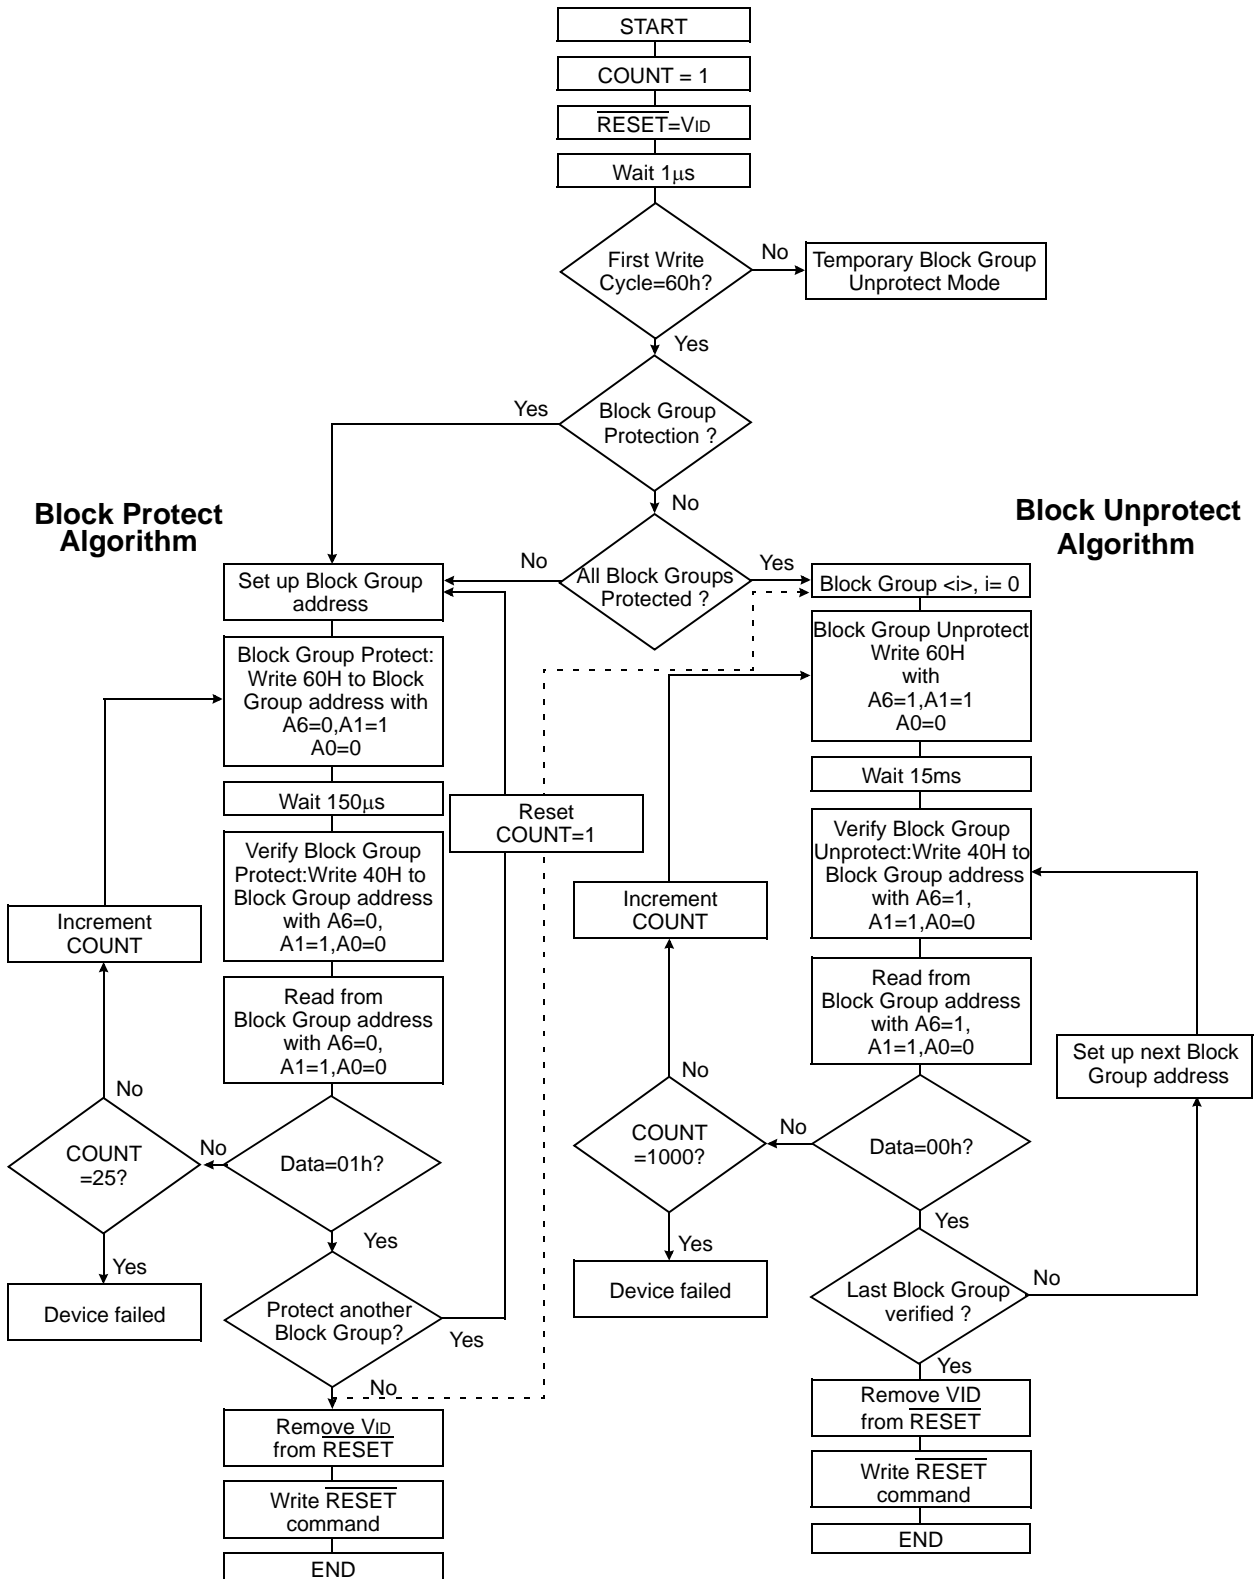 START
COUNT = 1
RESET=VID
Wait 1μs
First Write
Cycle=60h?
No
Temporary Block Group
Unprotect Mode
Yes
Block Group
Protection ?
Yes
No
Block Protect
Algorithm
Block Unprotect
Algorithm
All Block Groups
Protected ?
No
Yes
Set up Block Group
address
Block Group Protect:
Write 60H to Block
Group address with
A6=0,A1=1
A0=0
Wait 150μs
Verify Block Group
Protect:Write 40H to
Block Group address
with A6=0,
A1=1,A0=0
Read from
Block Group address
with A6=0,
A1=1,A0=0
Increment
COUNT
No
COUNT
=25?
No
Data=01h?
Yes
Device failed
Yes
Protect another
Block Group?
Yes
Reset
COUNT=1
No
Remove VID
from RESET
Write RESET
command
END
Block Group <i>, i= 0
Block Group Unprotect
Write 60H
with
A6=1,A1=1
A0=0
Wait 15ms
Verify Block Group
Unprotect:Write 40H to
Block Group address
with A6=1,
A1=1,A0=0
Read from
Block Group address
with A6=1,
A1=1,A0=0
Increment
COUNT
No
COUNT
=1000?
No
Data=00h?
Yes
Device failed
Yes
Last Block Group
verified ?
No
Set up next Block
Group address
Yes
Remove VID
from RESET
Write RESET
command
END